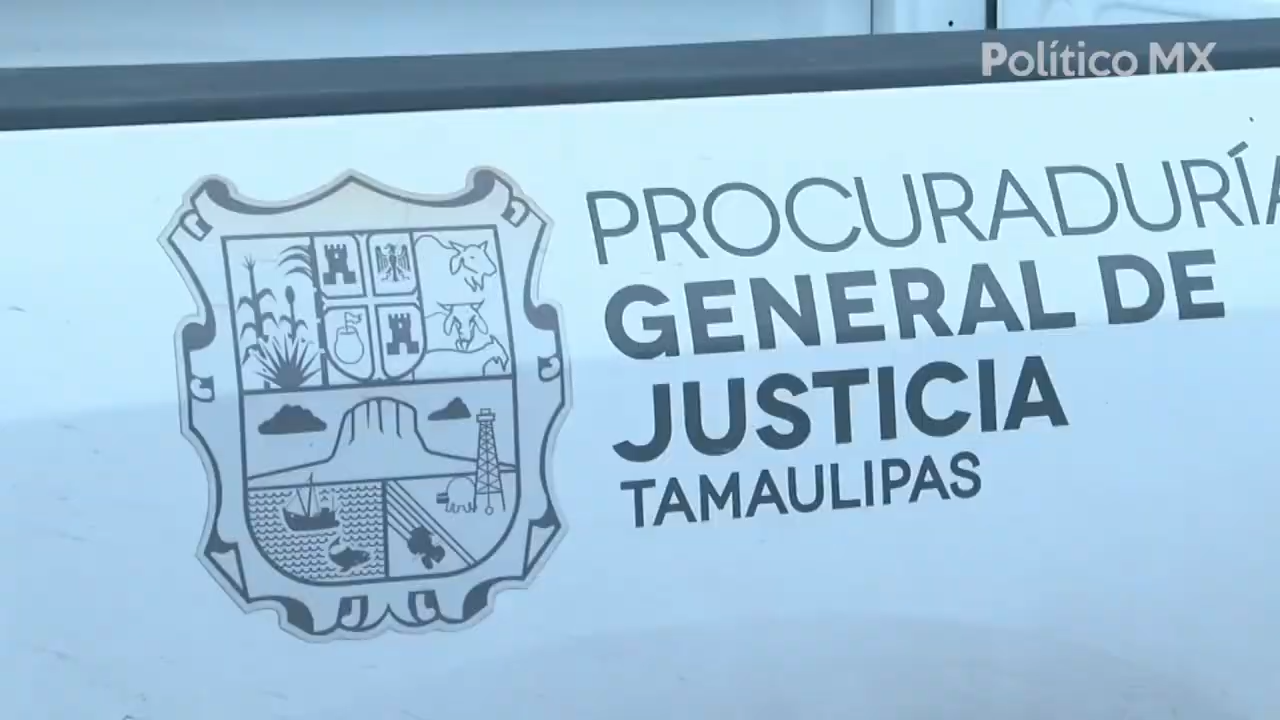 Político MX
PROCURADURÍA
GENERAL DE
JUSTICIA
TAMAULIPAS